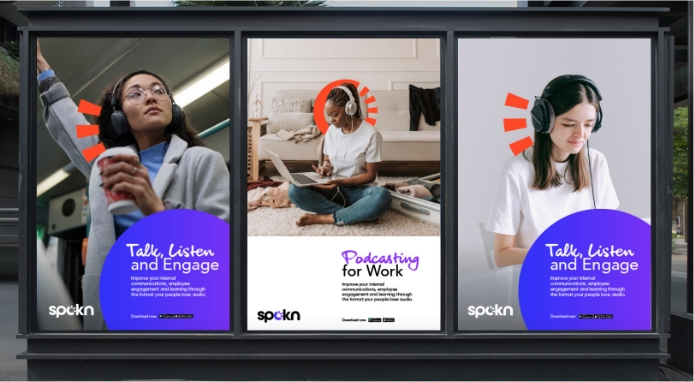 Talk, Listen
and Engage
Improve your internal
communications, employee
engagement and learning through
the format your people love: audio.
spokn
Download now:
Podcasting
for Work
Improve your internal
communications, employee
engagement and learning through
the format your people love: audio.
spokn
Download now:
Talk, Listen
and Engage
Improve your internal
communications, employee
engagement and learning through
the format your people love: audio.
spokn
Download now: